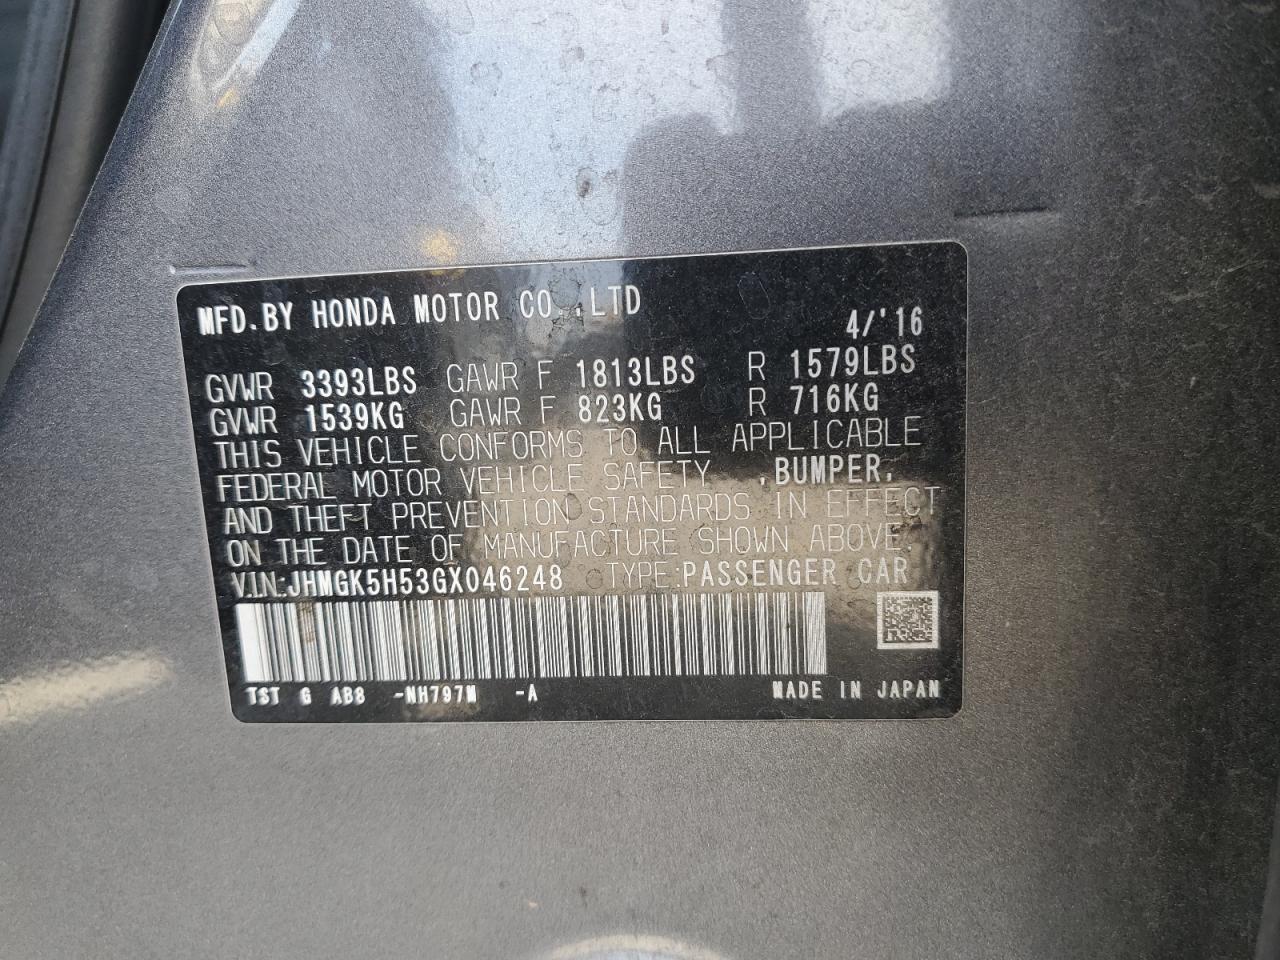 MFD.BY HONDA MOTOR CO.,LTD 4/'16
GVWR 3393LBS GAWR F 1813LBS R 1579LBS
GVWR 1539KG GAWR F 823KG R 716KG
THIS VEHICLE CONFORMS TO ALL APPLICABLE
FEDERAL MOTOR VEHICLE SAFETY ,BUMPER,
AND THEFT PREVENTION STANDARDS IN EFFECT
ON THE DATE OF MANUFACTURE SHOWN ABOVE.
V.I.N.:JHMGK5H53GX046248 TYPE:PASSENGER CAR
TST G AB8 -NH797M -A MADE IN JAPAN